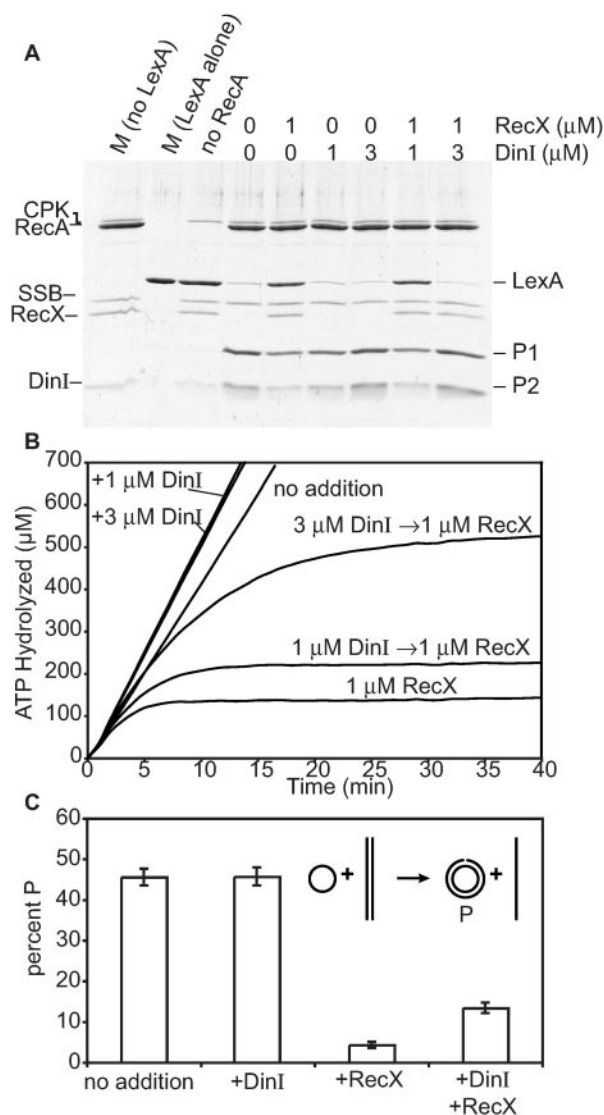 A
M (no LexA)
M (LexA alone)
no RecA
0 1 0 0 1 1 RecX (μM)
0 0 1 3 1 3 DinI (μM)
CPK
RecA
LexA
SSB
RecX
P1
DinI
P2
B
700
600
500
400
300
200
100
0
ATP Hydrolyzed (μM)
+1 μM DinI
+3 μM DinI
no addition
3 μM DinI → 1 μM RecX
1 μM DinI → 1 μM RecX
1 μM RecX
0 5 10 15 20 25 30 35 40
Time (min)
C
60
50
40
30
20
10
0
percent P
+ +
P
no addition
+DinI
+RecX
+DinI
+RecX